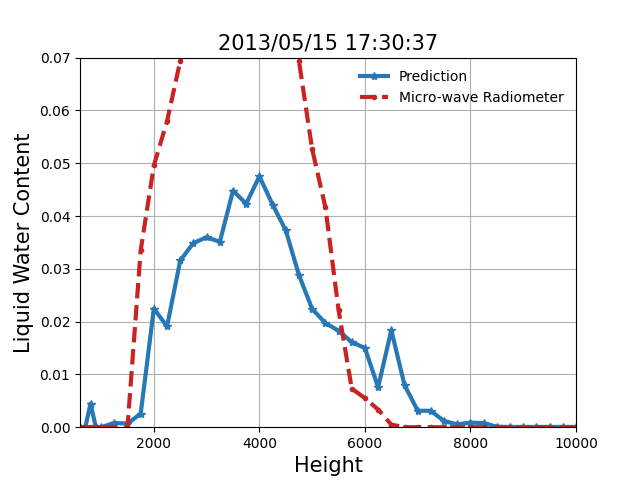 2013/05/15 17:30:37
Prediction
Micro-wave Radiometer
0.07
0.06
0.05
0.04
0.03
0.02
0.01
0.00
Liquid Water Content
2000 4000 6000 8000 10000
Height